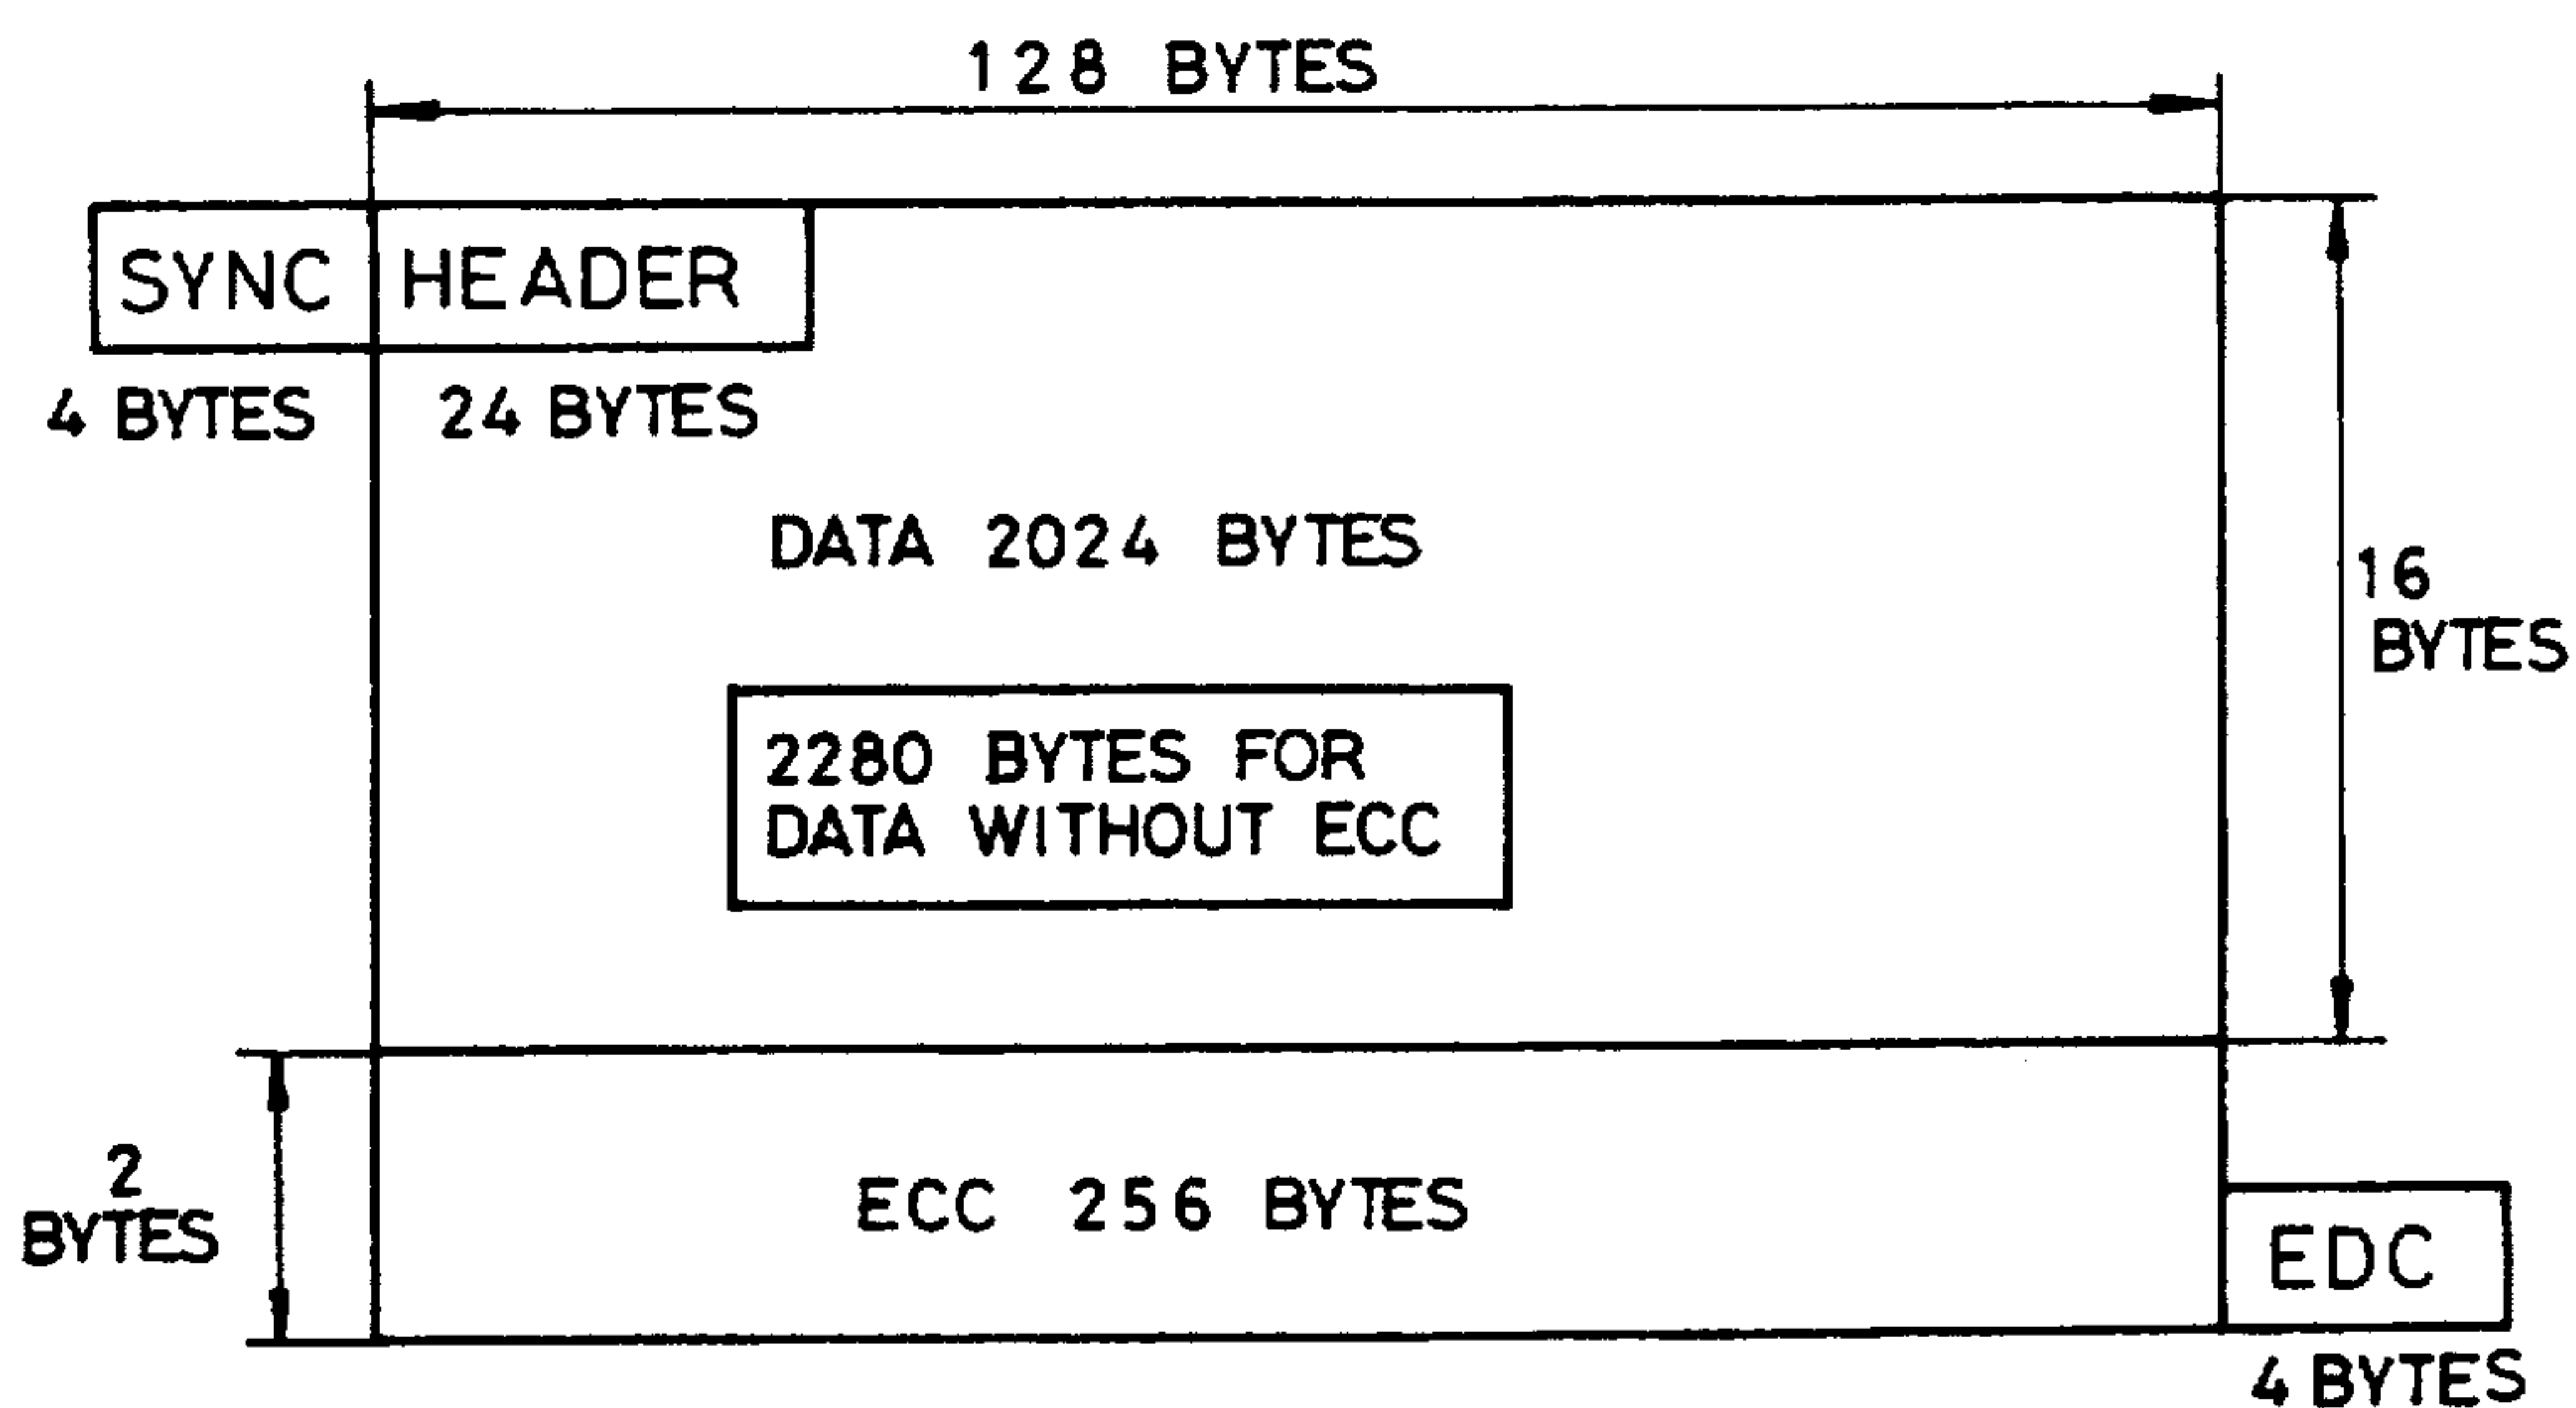 128 BYTES
SYNC HEADER
4 BYTES 24 BYTES
DATA 2024 BYTES
16
BYTES
2280 BYTES FOR
DATA WITHOUT ECC
2
BYTES
ECC 256 BYTES
EDC
4 BYTES